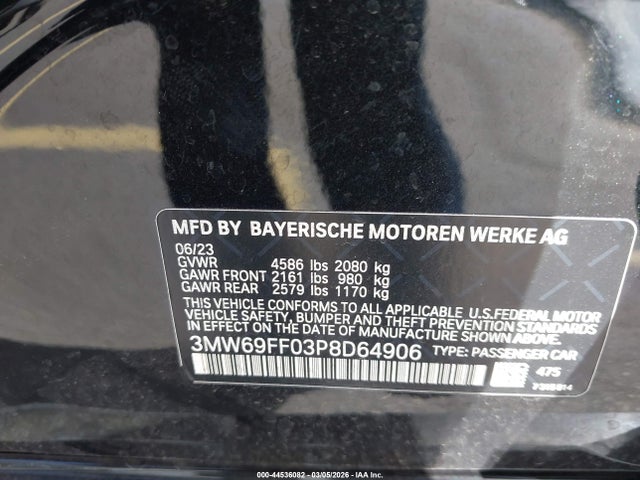 MFD BY BAYERISCHE MOTOREN WERKE AG
06/23
GVWR 4586 lbs 2080 kg
GAWR FRONT 2161 lbs 980 kg
GAWR REAR 2579 lbs 1170 kg
THIS VEHICLE CONFORMS TO ALL APPLICABLE U.S. FEDERAL MOTOR
VEHICLE SAFETY, BUMPER AND THEFT PREVENTION STANDARDS IN
EFFECT ON THE DATE OF MANUFACTURE SHOWN ABOVE.
3MW69FF03P8D64906 TYPE: PASSENGER CAR
475
000-44536082 - 03/05/2026 - IAA Inc.